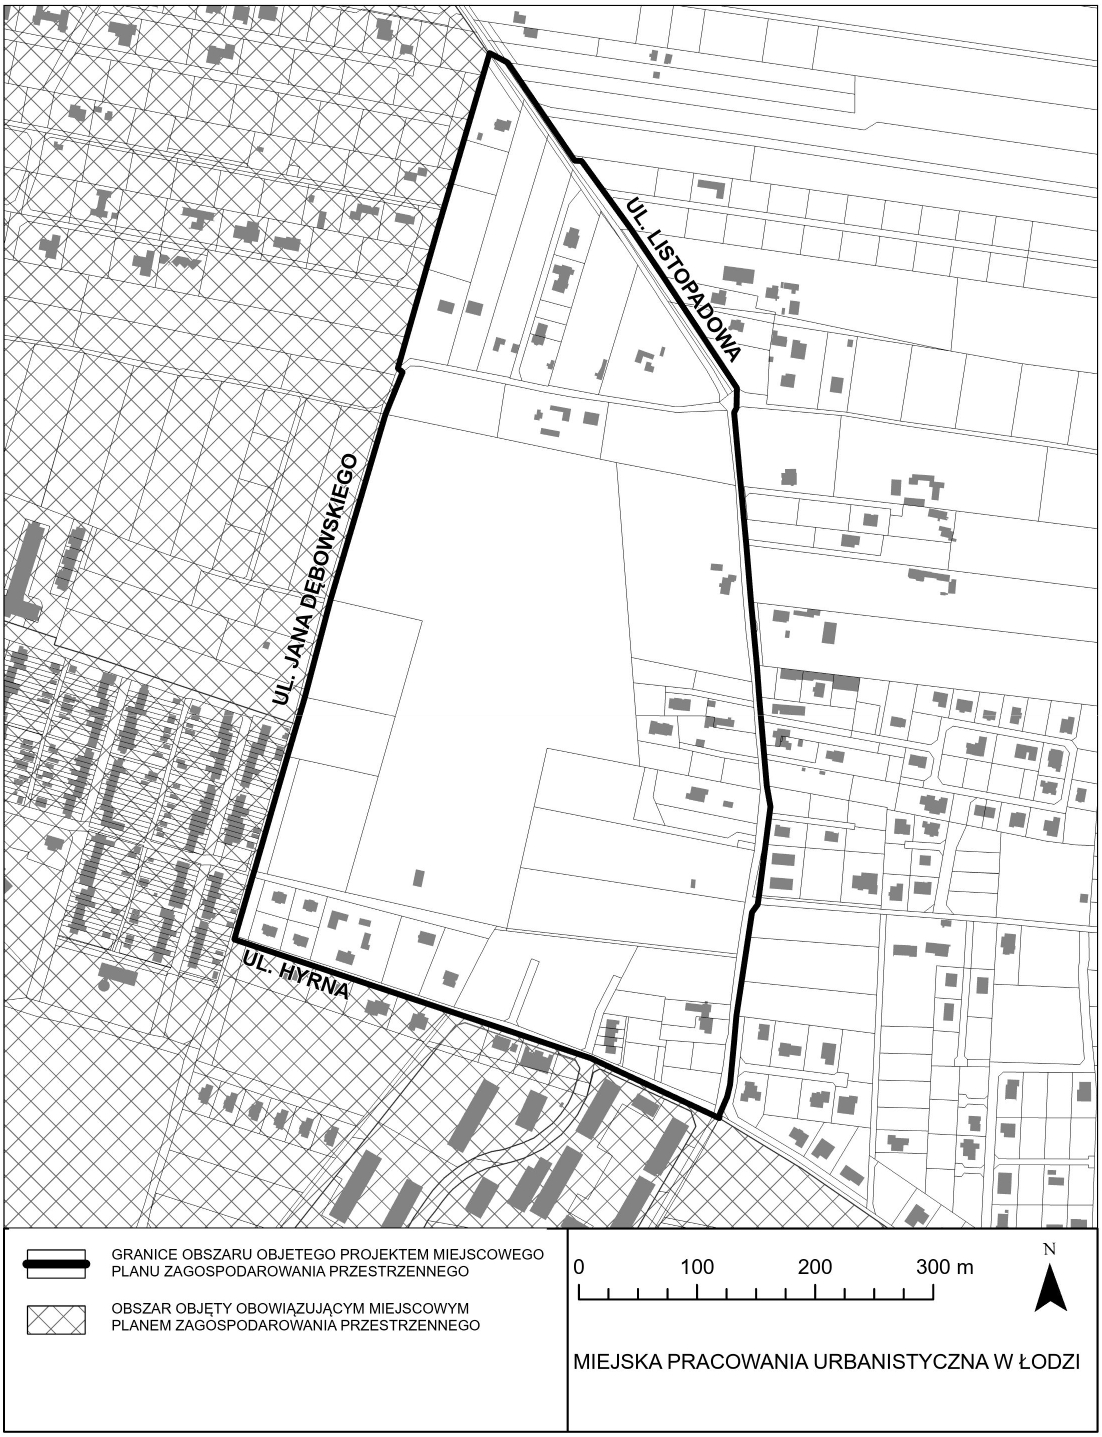 UL. LISTOPADOWA
UL. JANA DĘBOWSKIEGO
UL. HYRNA
GRANICE OBSZARU OBJETEGO PROJEKTEM MIEJSCOWEGO
PLANU ZAGOSPODAROWANIA PRZESTRZENNEGO
OBSZAR OBJĘTY OBOWIĄZUJĄCYM MIEJSCOWYM
PLANEM ZAGOSPODAROWANIA PRZESTRZENNEGO
0 100 200 300 m
N
MIEJSKA PRACOWANIA URBANISTYCZNA W ŁODZI